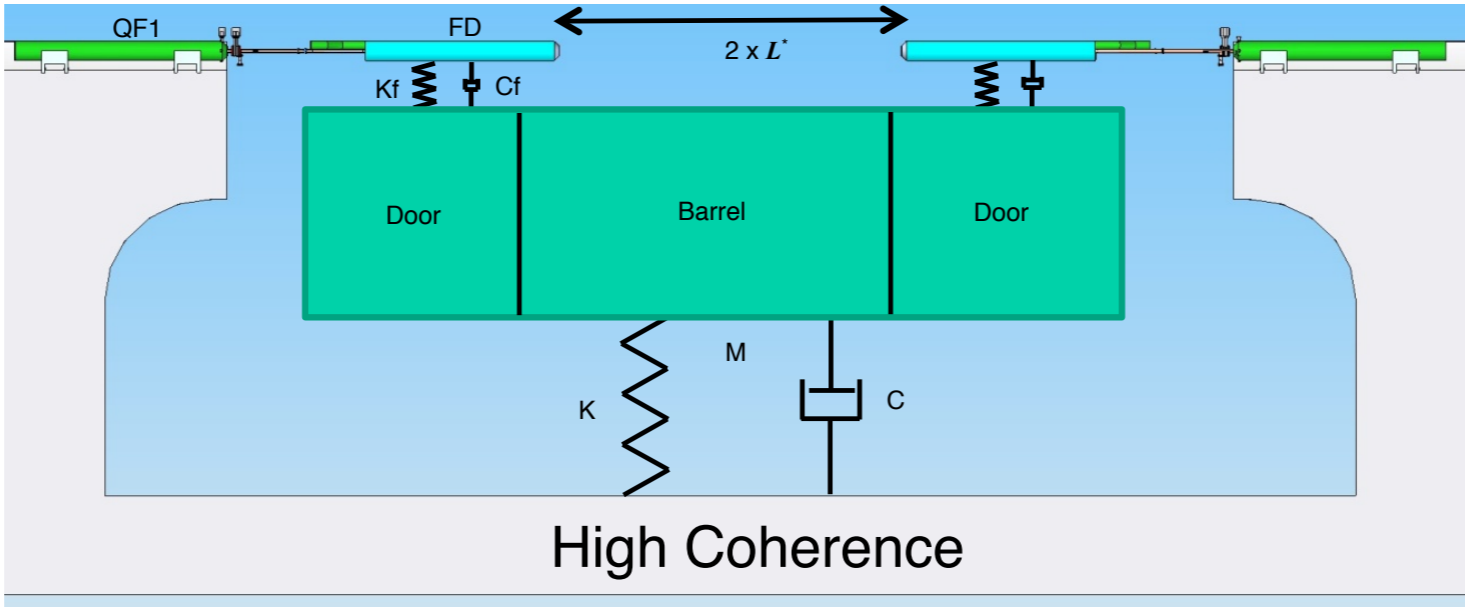 QF1
FD
2 x L*
Kf
Cf
Door
Barrel
Door
M
K
C
High Coherence